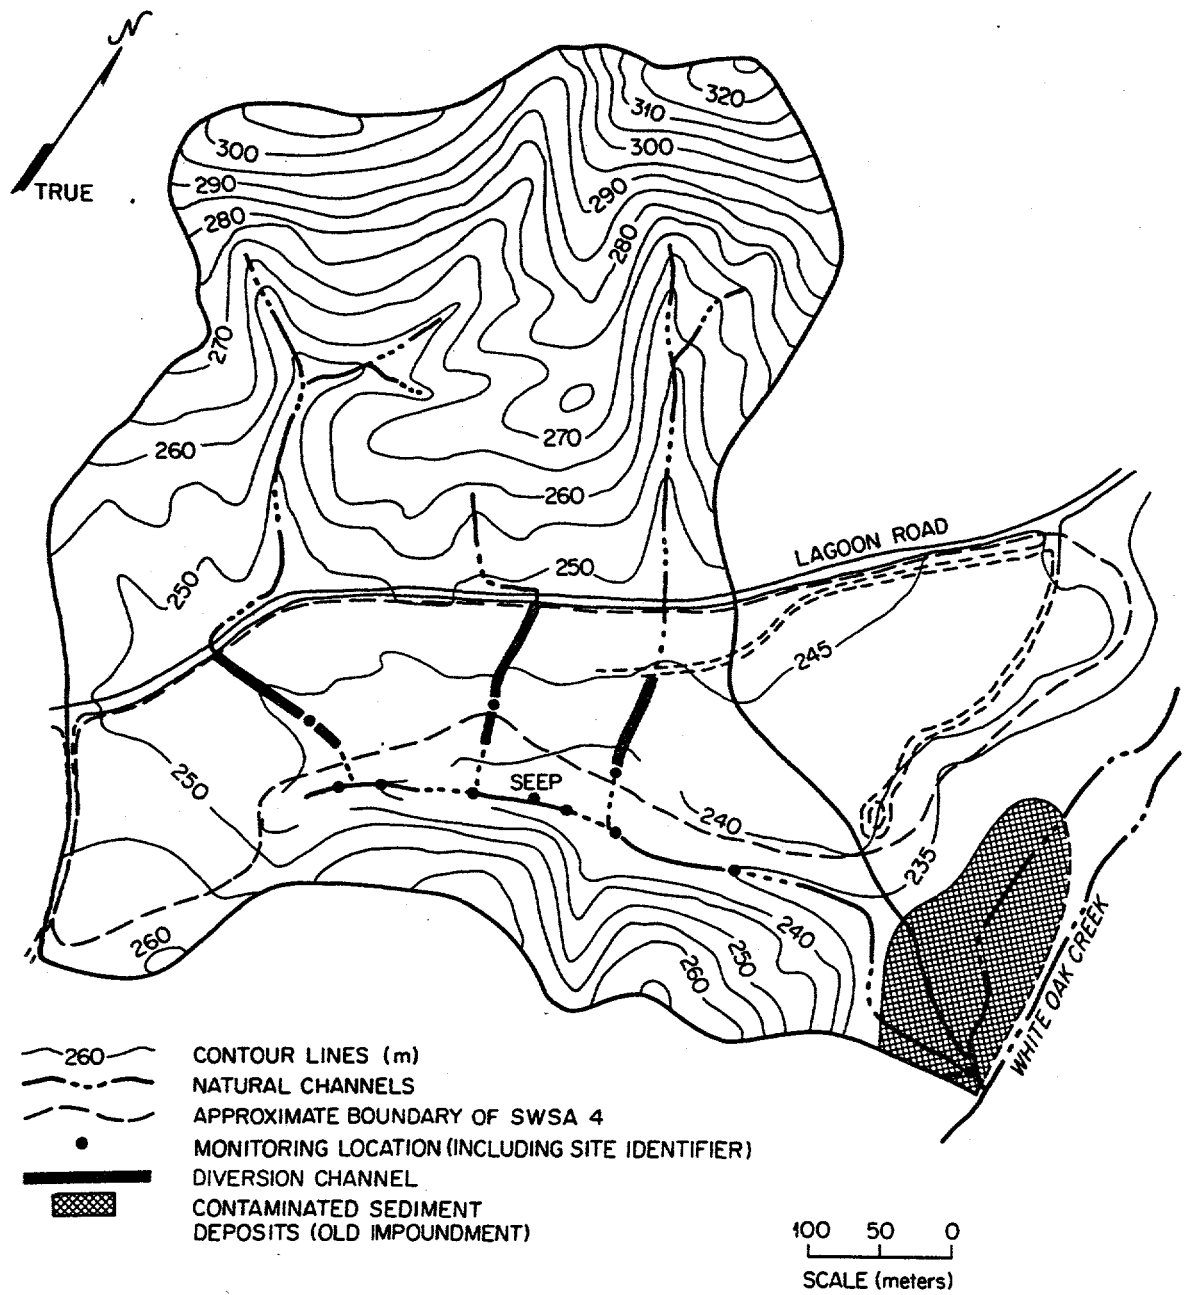 N
TRUE
320
310
300
300
290
290
280
280
270
270
260
260
250
250
LAGOON ROAD
245
250
SEEP
240
235
240
250
260
260
WHITE OAK CREEK
260 CONTOUR LINES (m)
NATURAL CHANNELS
APPROXIMATE BOUNDARY OF SWSA 4
MONITORING LOCATION (INCLUDING SITE IDENTIFIER)
DIVERSION CHANNEL
CONTAMINATED SEDIMENT
DEPOSITS (OLD IMPOUNDMENT)
100 50 0
SCALE (meters)